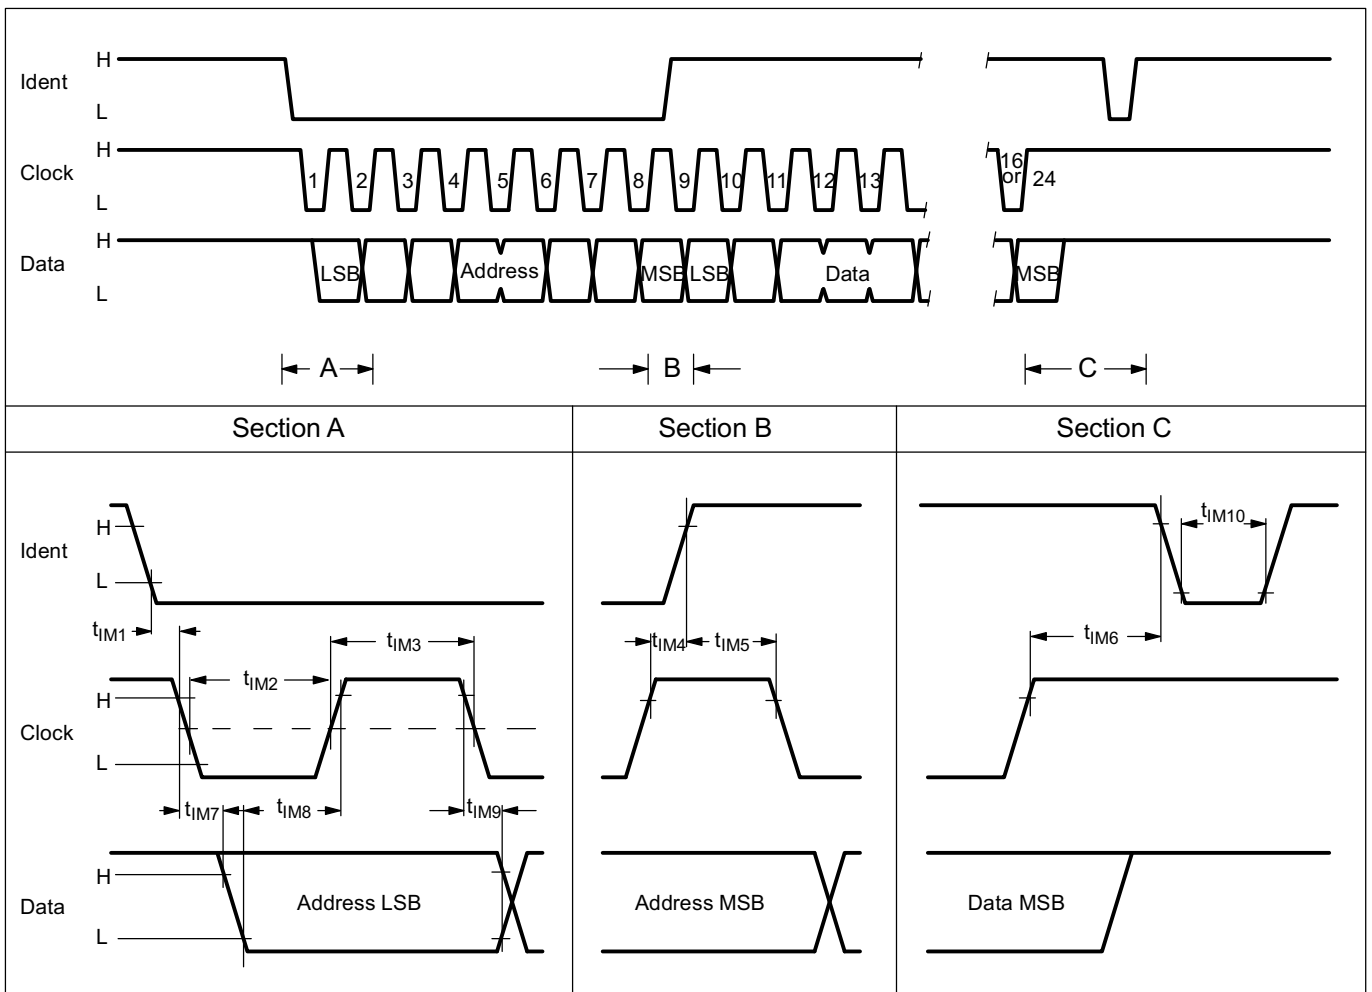 H
Ident
L
H
Clock
L
1 2 3 4 5 6 7 8 9 10 11 12 13
16 or 24
H
Data
L
LSB Address MSB LSB Data MSB
A B C
Section A Section B Section C
H
Ident
L
tIM1
tIM3
tIM2
H
Clock
L
tIM7 tIM8 tIM9
H
Data
L
Address LSB
tIM4 tIM5
Address MSB
tIM10
tIM6
Data MSB